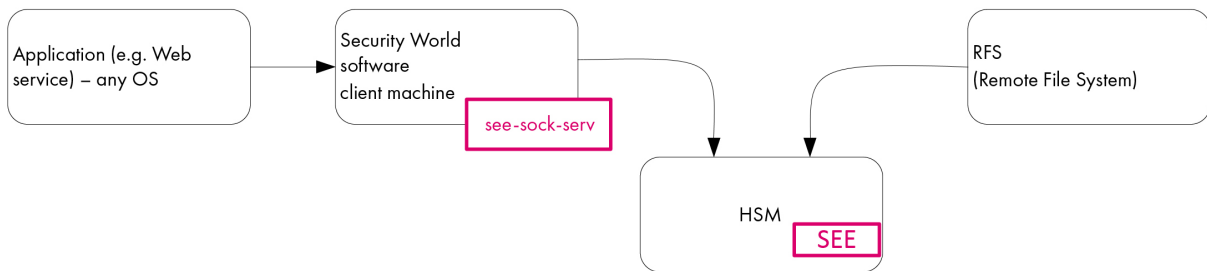 Application (e.g. Web
service) – any OS
Security World
software
client machine
see-sock-serv
RFS
(Remote File System)
HSM
SEE